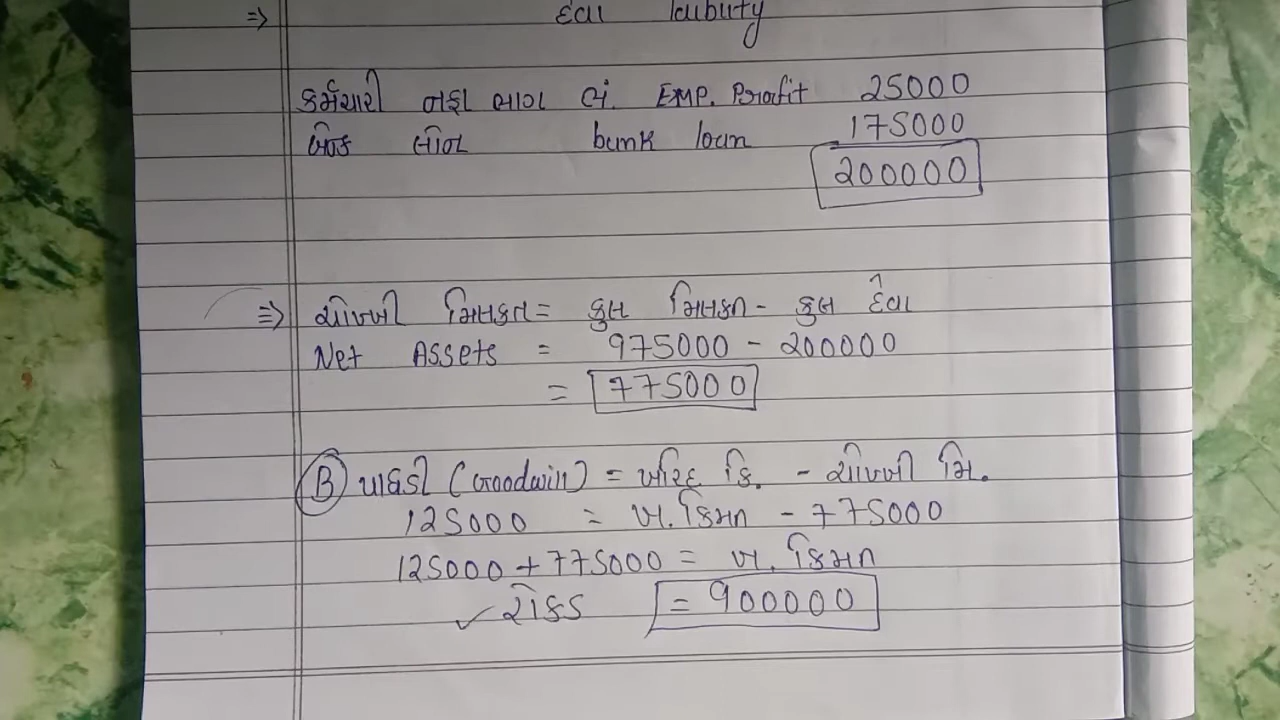 ⇒ દેવા Liability
કર્મચારી નફા ભાગ ભં. EMP. Profit 25000
બેંક લોન bank loan 175000
200000
⇒ ચોખ્ખી મિલકત = કુલ મિલકત - કુલ દેવા
Net Assets = 975000 - 200000
= 775000
B પાઘડી (Goodwin) = ખરિદ કિં. - ચોખ્ખી મિ.
125000 = ખ. કિંમત - 775000
125000 + 775000 = ખ. કિંમત
✓ રોકડ = 900000